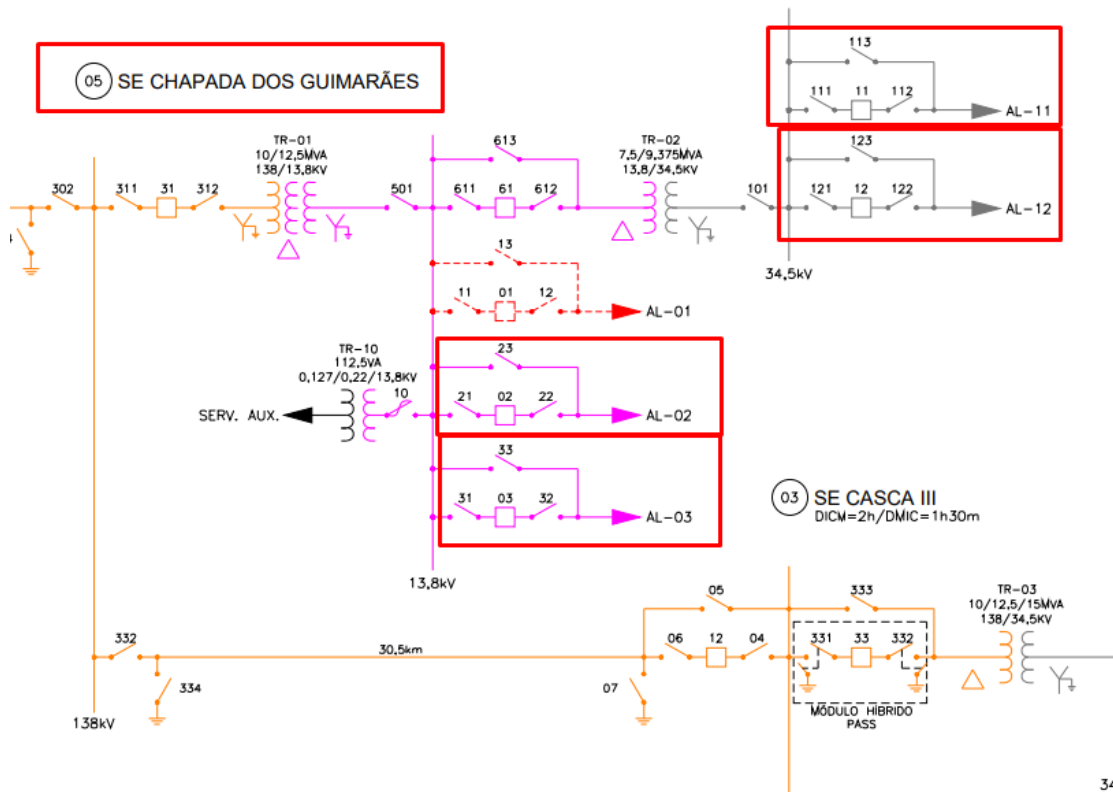 05 SE CHAPADA DOS GUIMARÃES
113
111 11 112
AL-11
123
121 12 122
AL-12
34,5kV
302
311 31 312
TR-01
10/12,5MVA
138/13,8KV
501
613
611 61 612
TR-02
7,5/9,375MVA
13,8/34,5KV
101
13
11 01 12
AL-01
TR-10
112,5VA
0,127/0,22/13,8KV
10
SERV. AUX.
23
21 02 22
AL-02
33
31 03 32
AL-03
13,8kV
03 SE CASCA III
DICM=2h/DMIC=1h30m
332
334
138kV
30,5km
05
06 12 04
07
333
331 33 332
MÓDULO HÍBRIDO
PASS
TR-03
10/12,5/15MVA
138/34,5KV
34